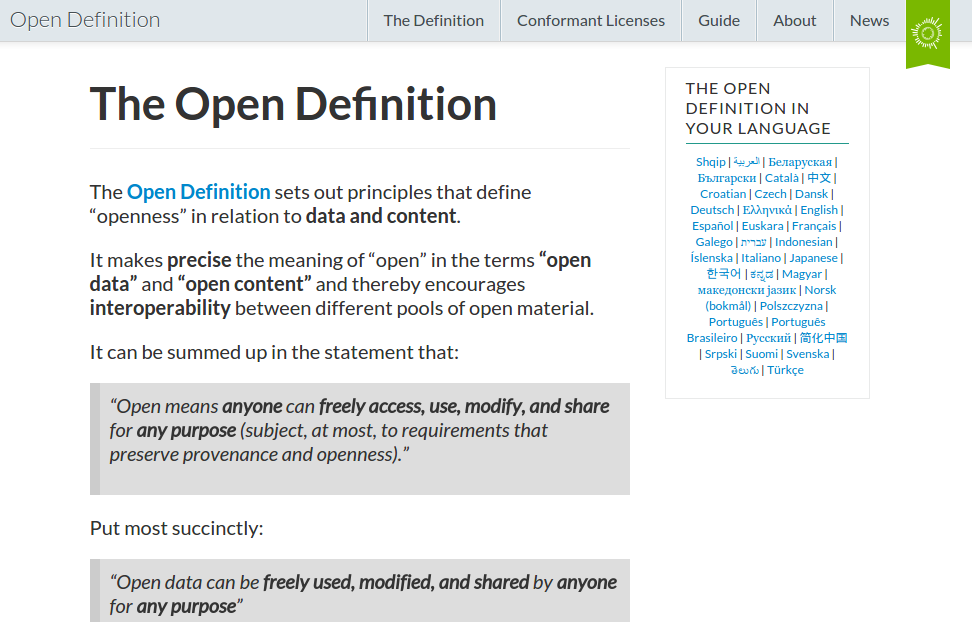 Open Definition
The Definition
Conformant Licenses
Guide
About
News
The Open Definition
The Open Definition sets out principles that define
“openness” in relation to data and content.
It makes precise the meaning of “open” in the terms “open
data” and “open content” and thereby encourages
interoperability between different pools of open material.
It can be summed up in the statement that:
“Open means anyone can freely access, use, modify, and share
for any purpose (subject, at most, to requirements that
preserve provenance and openness).”
Put most succinctly:
“Open data can be freely used, modified, and shared by anyone
for any purpose”
THE OPEN
DEFINITION IN
YOUR LANGUAGE
Shqip | العربية | Беларуская |
Български | Català | 中文 |
Croatian | Czech | Dansk |
Deutsch | Ελληνικά | English |
Español | Euskara | Français |
Galego | עברית | Indonesian |
Íslenska | Italiano | Japanese |
한국어 | ಕನ್ನಡ | Magyar |
македонски јазик | Norsk
(bokmål) | Polszczyzna |
Português | Português
Brasileiro | Русский | 简化中国
| Srpski | Suomi | Svenska |
తెలుగు | Türkçe